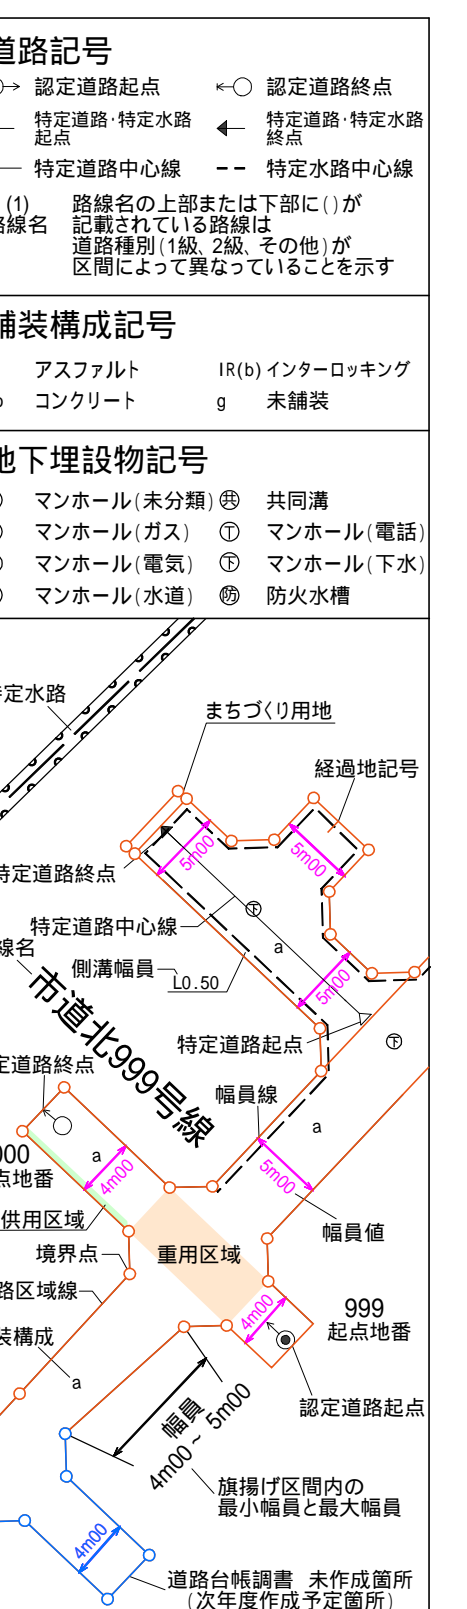 道路記号
認定道路起点 認定道路終点
特定道路・特定水路
起点
特定道路・特定水路
終点
特定道路中心線 特定水路中心線
(1) 路線名の上部または下部に()が
路線名 記載されている路線は
道路種別(1級、2級、その他)が
区間によって異なっていることを示す
舗装構成記号
アスファルト IR(b) インターロッキング
コンクリート g 未舗装
地下埋設物記号
マンホール(未分類) 共 共同溝
マンホール(ガス) T マンホール(電話)
マンホール(電気) 下 マンホール(下水)
マンホール(水道) 防 防火水槽
特定水路
まちづくり用地
経過地記号
5m00
5m00
特定道路終点
下
特定道路中心線
a
線名
側溝幅員
L0.50
5m00
市道北999号線
特定道路起点
下
定道路終点
幅員線
a
a
000
4m00
5m00
点地番
供用区域
幅員値
境界点
重用区域
路区域線
4m00
999
起点地番
装構成
a
認定道路起点
幅員
4m00 ~ 5m00
旗揚げ区間内の
最小幅員と最大幅員
4m00
道路台帳調書 未作成箇所
(次年度作成予定箇所)